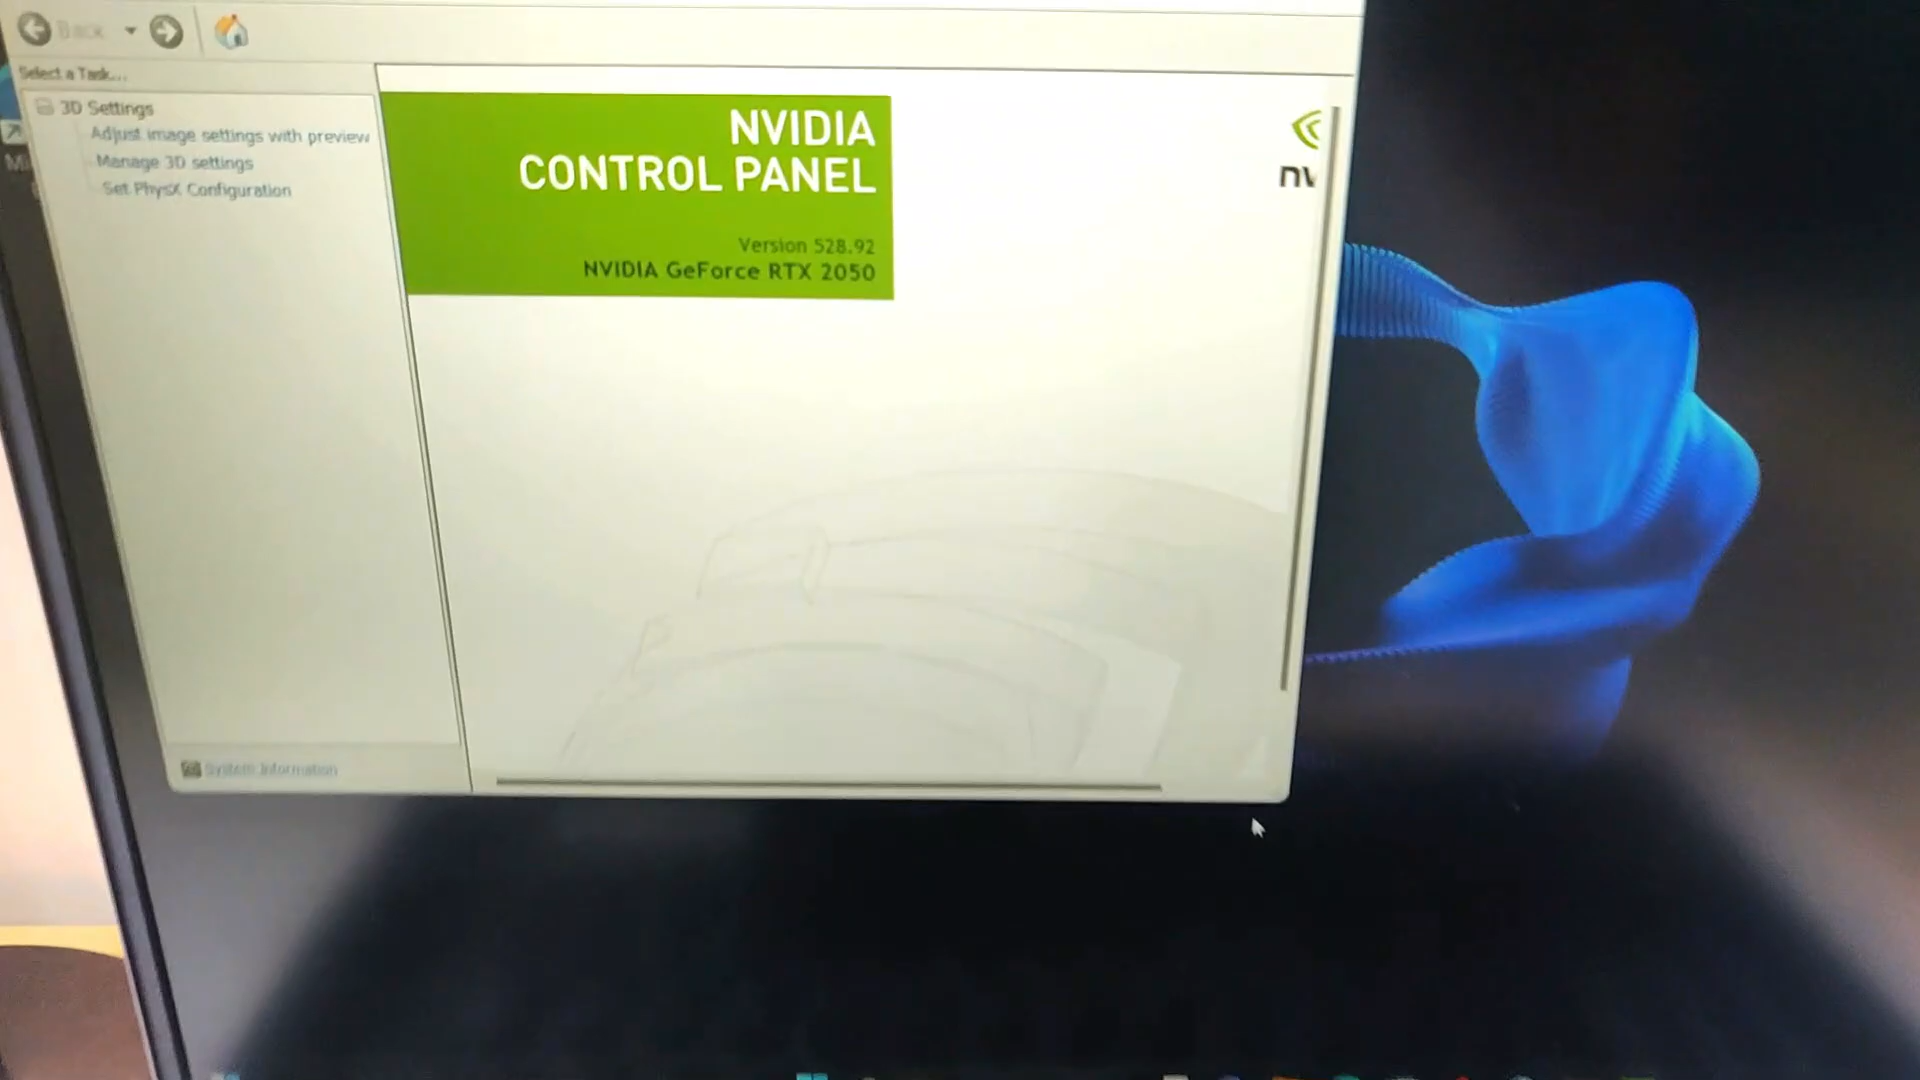 Back
Select a Task...
3D Settings
Adjust image settings with preview
Manage 3D settings
Set PhysX Configuration
NVIDIA
CONTROL PANEL
Version 528.92
NVIDIA GeForce RTX 2050
System Information